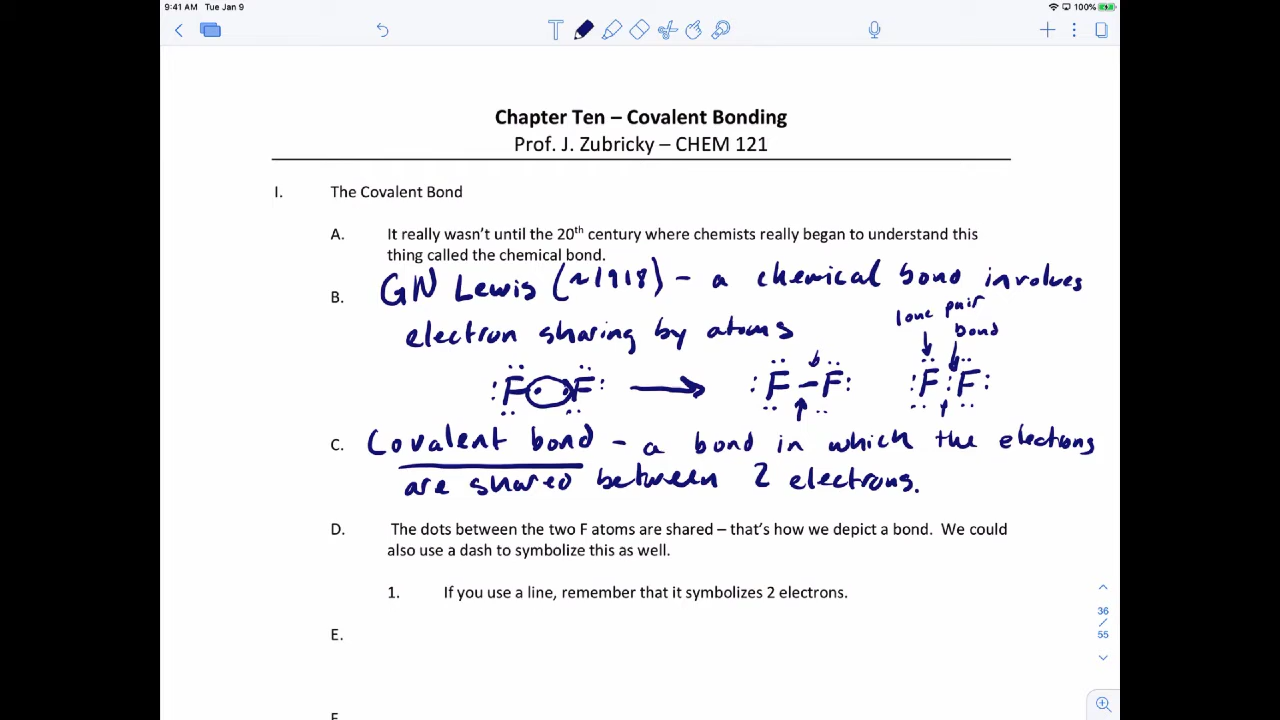 9:41 AM Tue Jan 9
100%
Chapter Ten – Covalent Bonding
Prof. J. Zubricky – CHEM 121
I. The Covalent Bond
A. It really wasn't until the 20th century where chemists really began to understand this
thing called the chemical bond.
B. GN Lewis (~1918) - a chemical bond involves
electron sharing by atoms
lone pair
bond
:F· ·F: → :F–F: :F:F:
C. Covalent bond - a bond in which the electrons
are shared between 2 electrons.
D. The dots between the two F atoms are shared – that's how we depict a bond. We could
also use a dash to symbolize this as well.
1. If you use a line, remember that it symbolizes 2 electrons.
E.
F
36
/
55